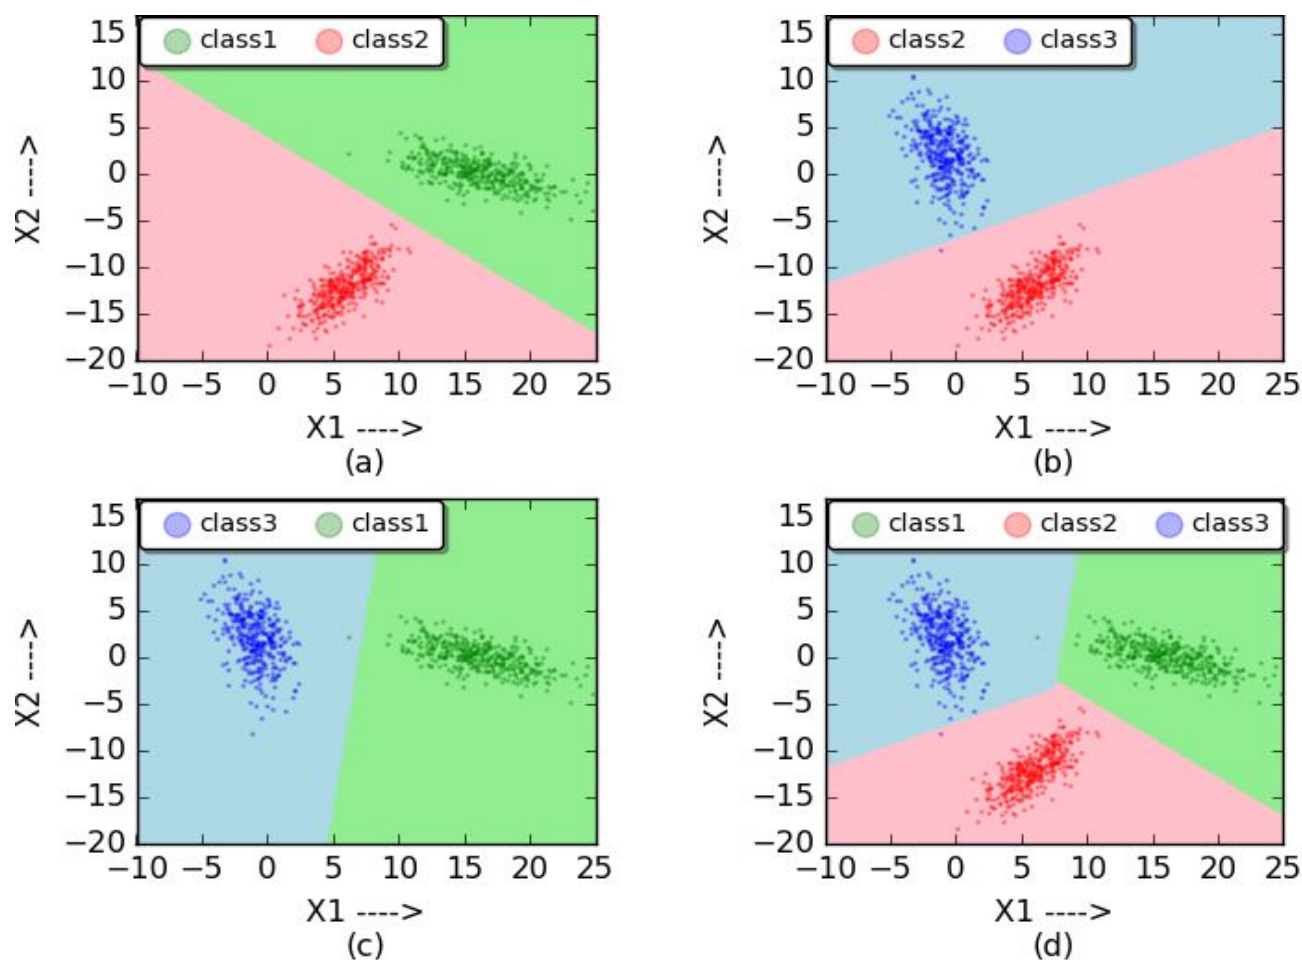 class1 class2
15
10
5
0
−5
−10
−15
−20
−10 −5 0 5 10 15 20 25
X2 ---->
X1 ---->
(a)
class2 class3
15
10
5
0
−5
−10
−15
−20
−10 −5 0 5 10 15 20 25
X2 ---->
X1 ---->
(b)
class3 class1
15
10
5
0
−5
−10
−15
−20
−10 −5 0 5 10 15 20 25
X2 ---->
X1 ---->
(c)
class1 class2 class3
15
10
5
0
−5
−10
−15
−20
−10 −5 0 5 10 15 20 25
X2 ---->
X1 ---->
(d)